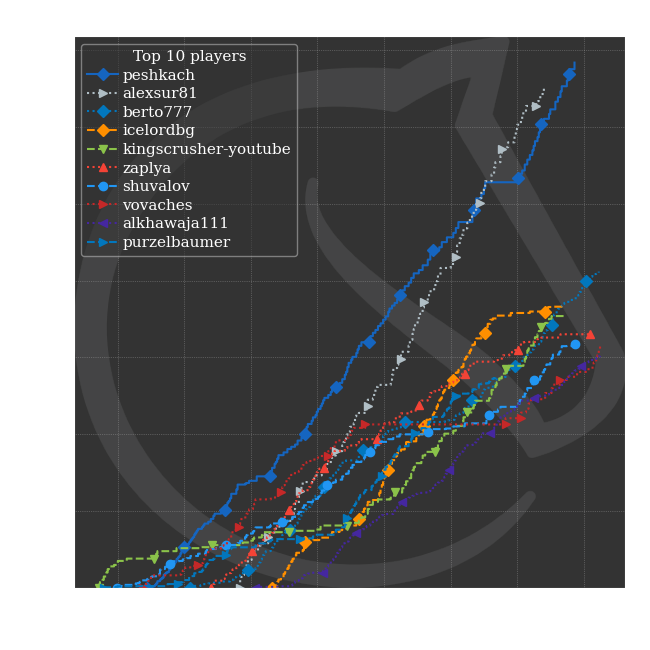 Top 10 players
peshkach
alexsur81
berto777
icelordbg
kingscrusher-youtube
zaplya
shuvalov
vovaches
alkhawaja111
purzelbaumer